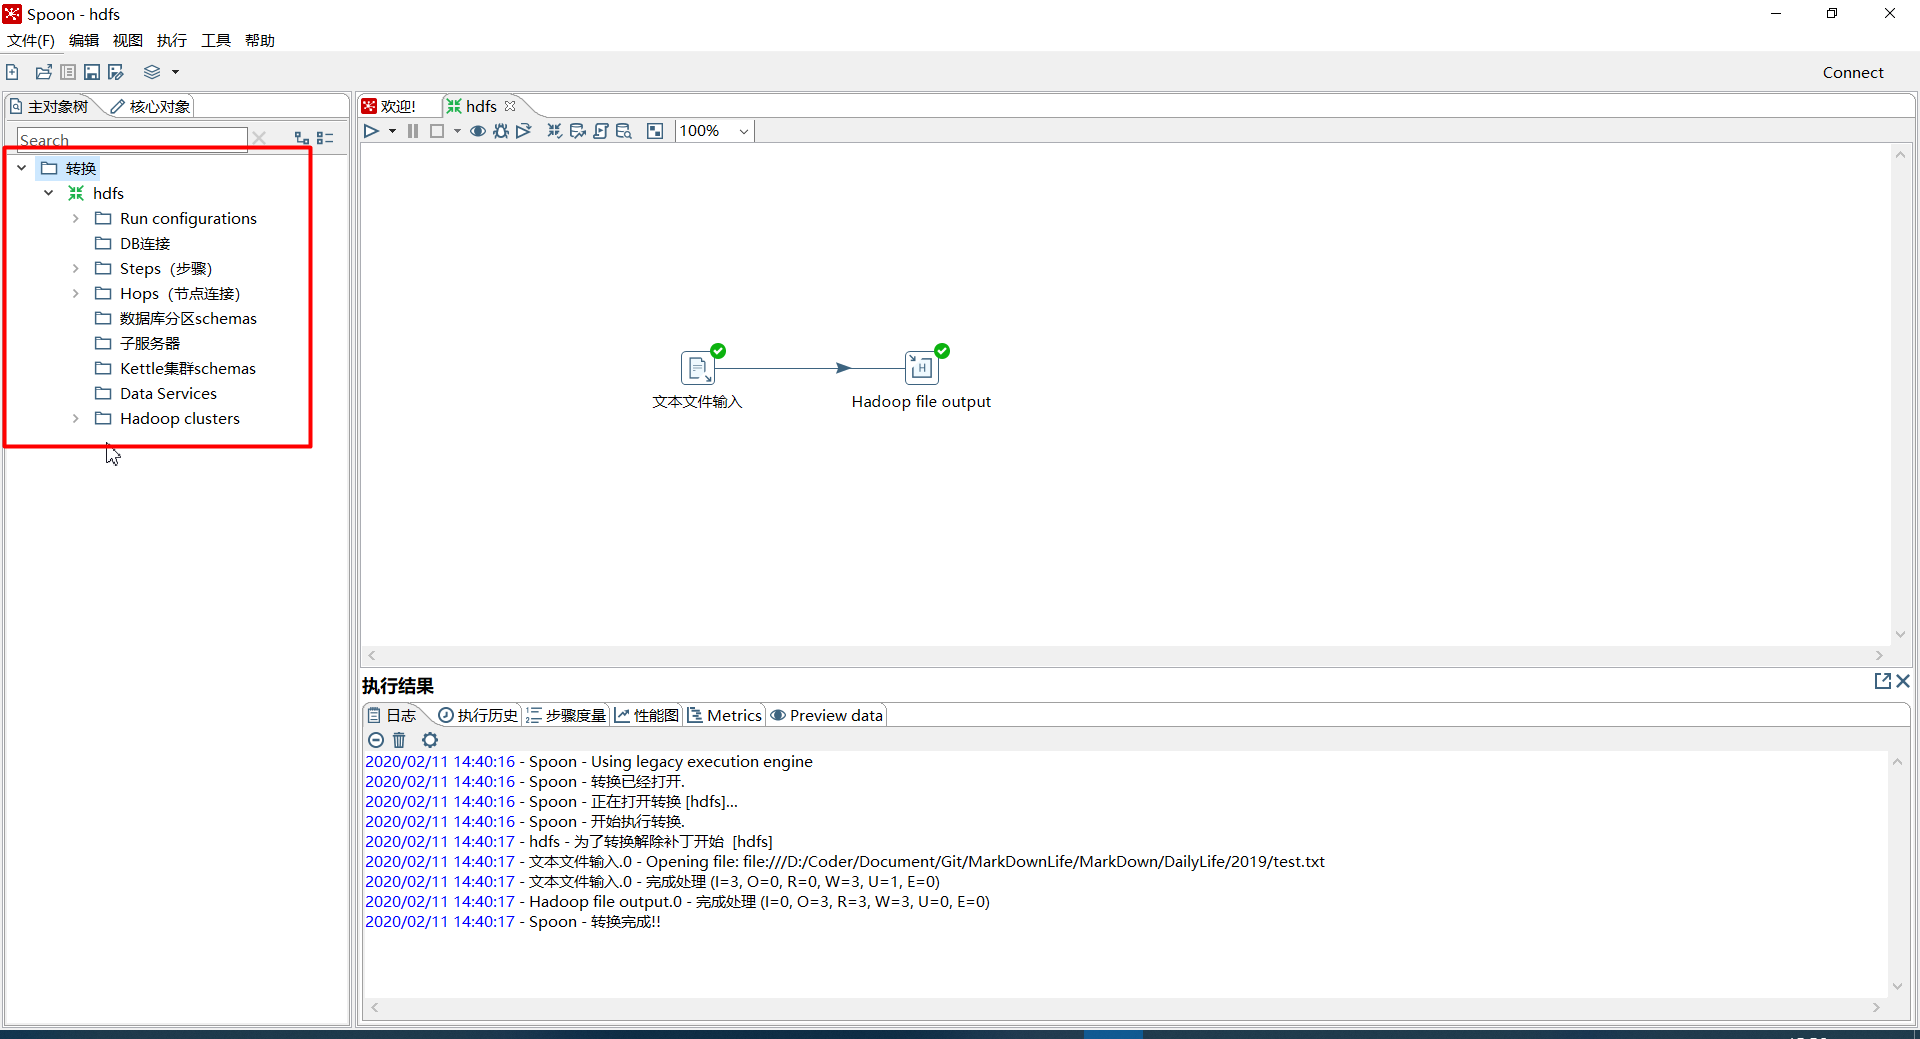 Spoon - hdfs
文件(F) 编辑 视图 执行 工具 帮助
Connect
主对象树 核心对象
Search
转换
hdfs
Run configurations
DB连接
Steps（步骤）
Hops（节点连接）
数据库分区schemas
子服务器
Kettle集群schemas
Data Services
Hadoop clusters
欢迎! hdfs
100%
文本文件输入
H
Hadoop file output
执行结果
日志 执行历史 步骤度量 性能图 Metrics Preview data
2020/02/11 14:40:16 - Spoon - Using legacy execution engine
2020/02/11 14:40:16 - Spoon - 转换已经打开.
2020/02/11 14:40:16 - Spoon - 正在打开转换 [hdfs]...
2020/02/11 14:40:16 - Spoon - 开始执行转换.
2020/02/11 14:40:17 - hdfs - 为了转换解除补丁开始  [hdfs]
2020/02/11 14:40:17 - 文本文件输入.0 - Opening file: file:///D:/Coder/Document/Git/MarkDownLife/MarkDown/DailyLife/2019/test.txt
2020/02/11 14:40:17 - 文本文件输入.0 - 完成处理 (I=3, O=0, R=0, W=3, U=1, E=0)
2020/02/11 14:40:17 - Hadoop file output.0 - 完成处理 (I=0, O=3, R=3, W=3, U=0, E=0)
2020/02/11 14:40:17 - Spoon - 转换完成!!